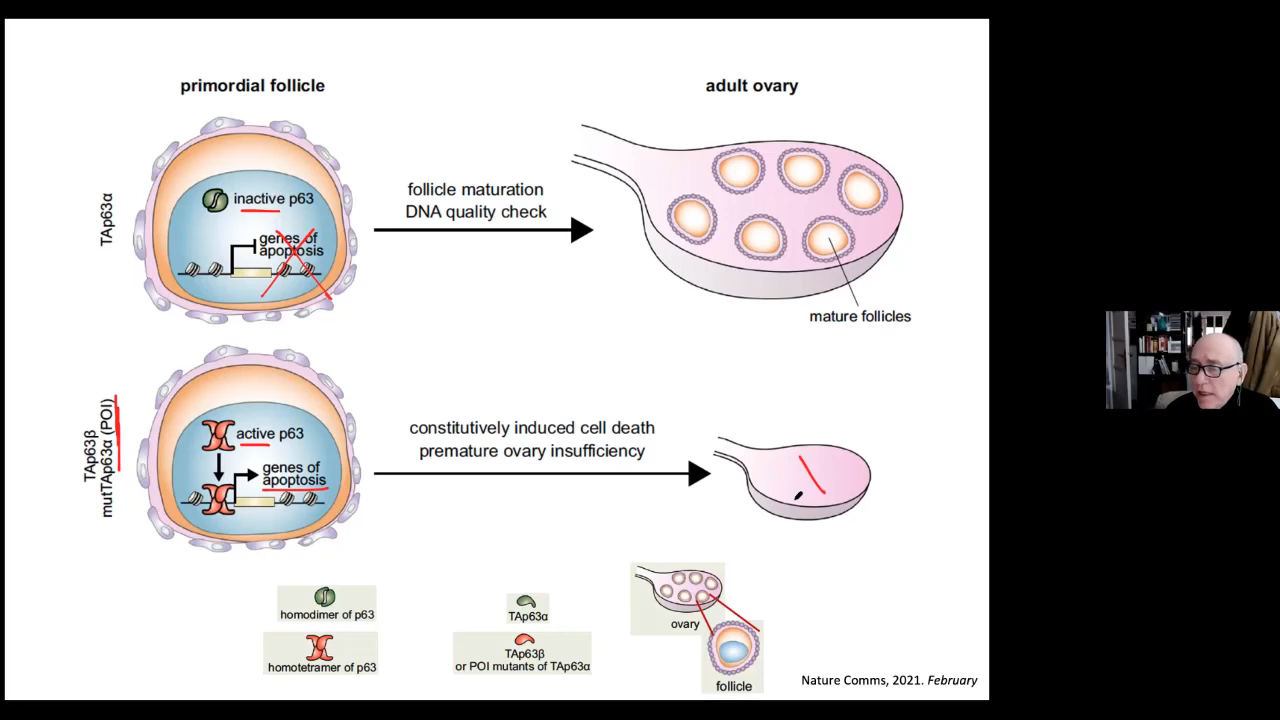 primordial follicle
adult ovary
TAp63α
inactive p63
genes of
apoptosis
follicle maturation
DNA quality check
mature follicles
TAp63β
mutTAp63α (POI)
active p63
genes of
apoptosis
constitutively induced cell death
premature ovary insufficiency
homodimer of p63
homotetramer of p63
TAp63α
TAp63β
or POI mutants of TAp63α
ovary
follicle
Nature Comms, 2021. February